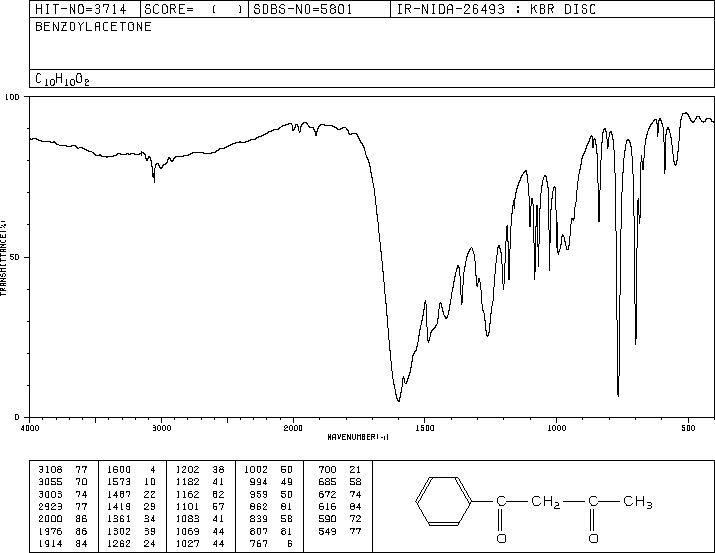 HIT-NO=3714 SCORE= ( ) SDBS-NO=5801 IR-NIDA-26493 : KBR DISC
BENZOYLACETONE
C10H10O2
100
50
0
TRANSMITTANCE(%)
4000 3000 2000 1500 1000 500
WAVENUMBER(-1)
3108 77 1600 4 1202 38 1002 50 700 21
3055 70 1573 10 1182 41 994 49 685 58
3003 74 1487 22 1162 62 959 50 672 74
2923 77 1419 29 1101 57 862 81 616 84
2000 86 1361 34 1083 41 839 58 590 72
1976 86 1302 39 1069 44 807 81 549 77
1914 84 1262 24 1027 44 767 6
C CH2 C CH3
O O